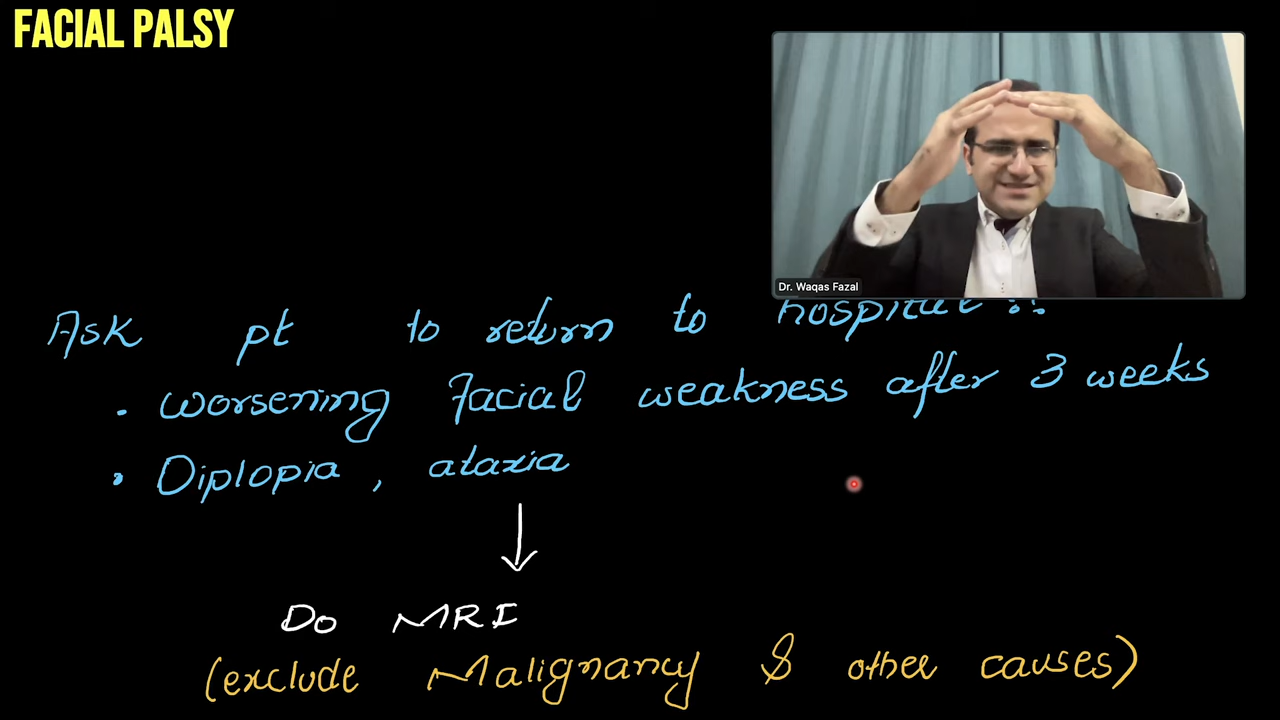 FACIAL PALSY
Dr. Waqas Fazal
Ask pt to return to hospital !!
• worsening facial weakness after 3 weeks
• Diplopia, ataxia
↓
Do MRI
(exclude Malignancy & other causes)